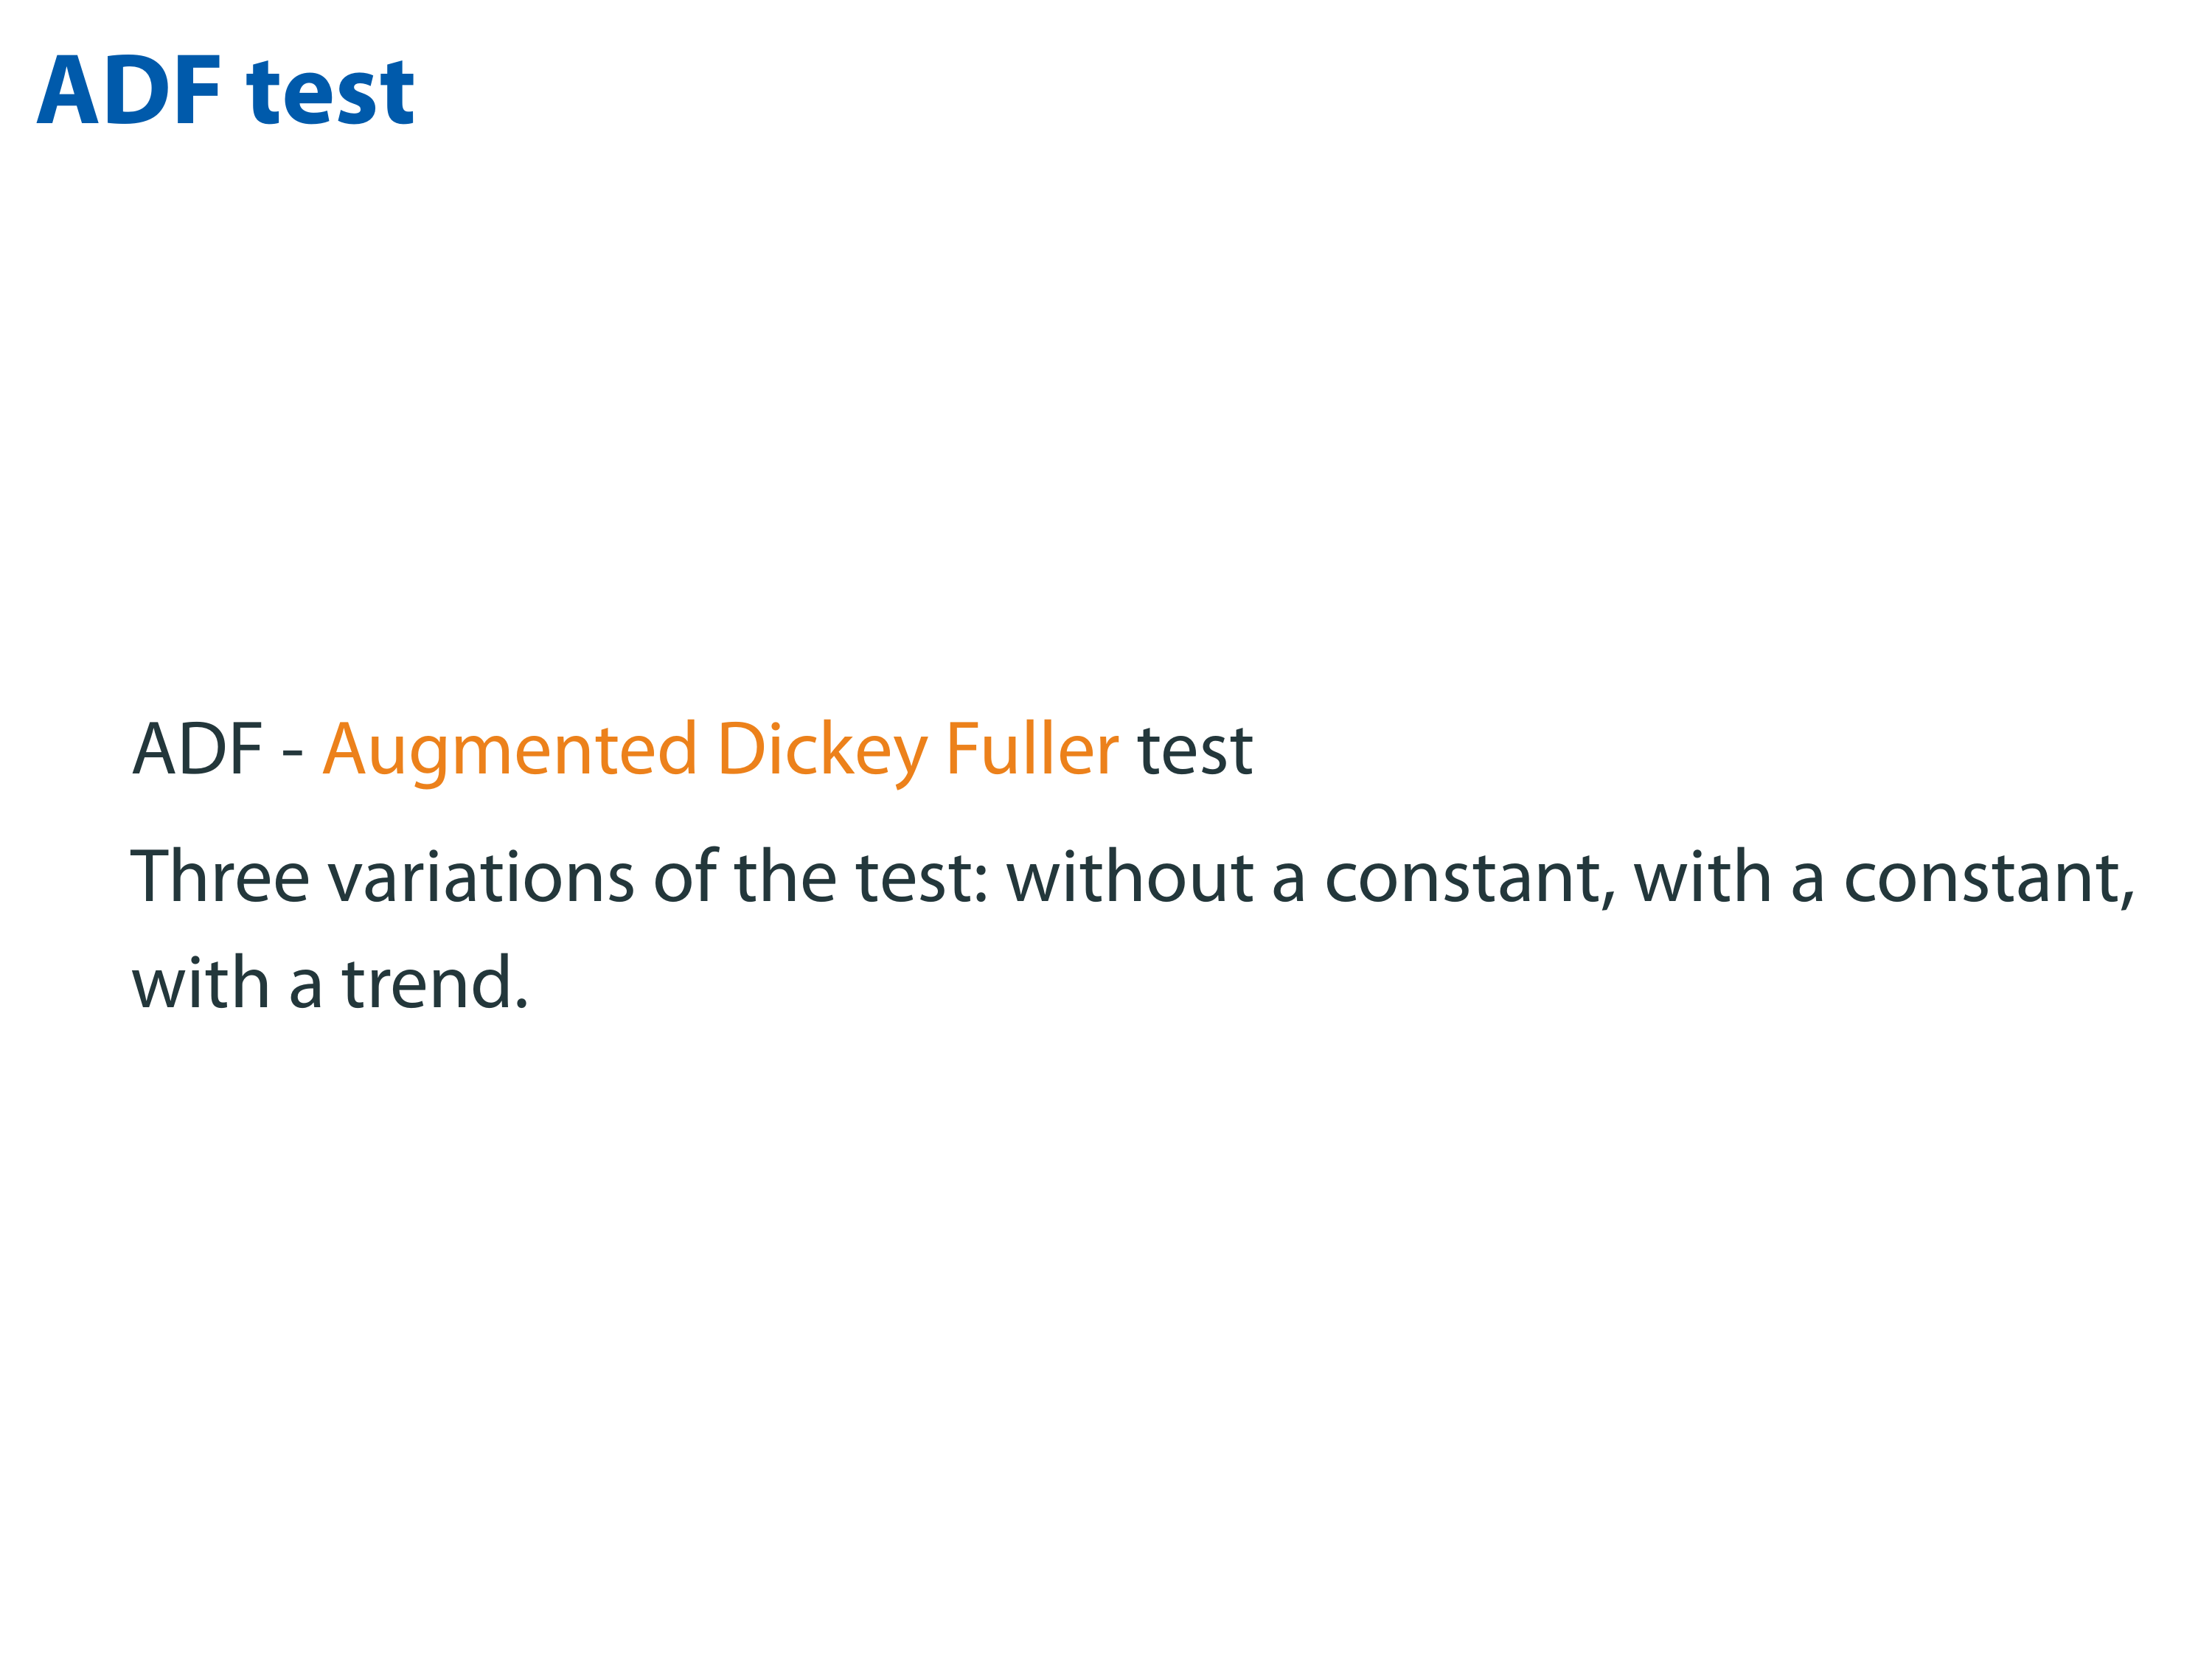 ADF test
ADF - Augmented Dickey Fuller test
Three variations of the test: without a constant, with a constant,
with a trend.